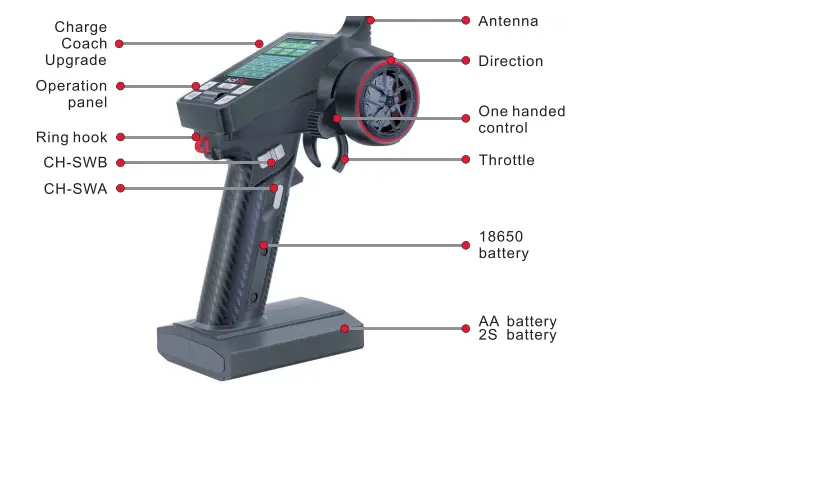 Charge
Coach
Upgrade
Operation
panel
Ring hook
CH-SWB
CH-SWA
Antenna
Direction
One handed
control
Throttle
18650
battery
AA battery
2S battery